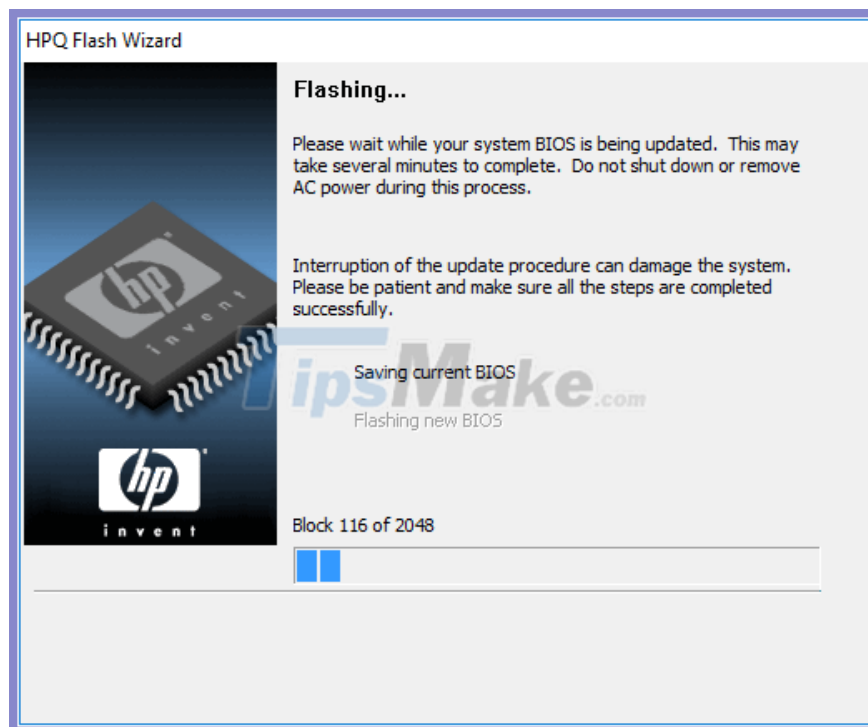 HPQ Flash Wizard
Flashing...
Please wait while your system BIOS is being updated.  This may
take several minutes to complete.  Do not shut down or remove
AC power during this process.
Interruption of the update procedure can damage the system.
Please be patient and make sure all the steps are completed
successfully.
Saving current BIOS
TipsMake.com
Flashing new BIOS
Block 116 of 2048
hp
invent
hp
invent